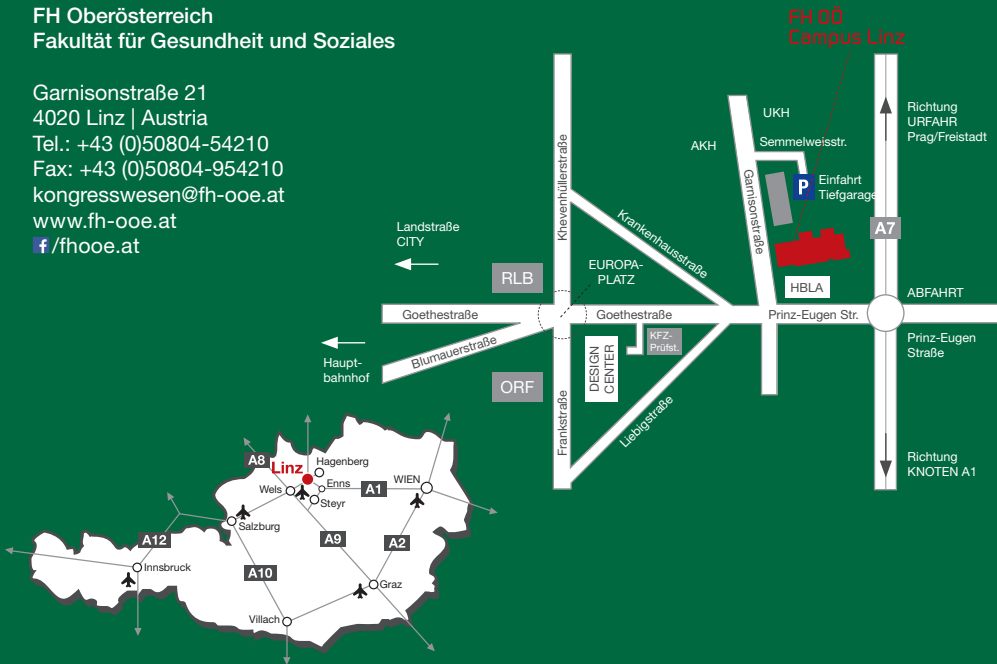 FH Oberösterreich
Fakultät für Gesundheit und Soziales
Garnisonstraße 21
4020 Linz | Austria
Tel.: +43 (0)50804-54210
Fax: +43 (0)50804-954210
kongresswesen@fh-ooe.at
www.fh-ooe.at
f /fhooe.at
FH OÖ
Campus Linz
Richtung
URFAHR
Prag/Freistadt
UKH
Semmelweisstr.
AKH
P
Einfahrt
Tiefgarage
Khevenhüllerstraße
Krankenhausstraße
Garnisonstraße
A7
Landstraße
CITY
RLB
EUROPA-
PLATZ
HBLA
ABFAHRT
Goethestraße
Goethestraße
Prinz-Eugen Str.
Prinz-Eugen
Straße
Blumauerstraße
KFZ-
Prüfst.
Haupt-
bahnhof
DESIGN
CENTER
ORF
Frankstraße
Liebigstraße
Richtung
KNOTEN A1
A8
Linz
Hagenberg
Wels
Enns
A1
WIEN
Steyr
Salzburg
A12
A9
A2
Innsbruck
A10
Graz
Villach